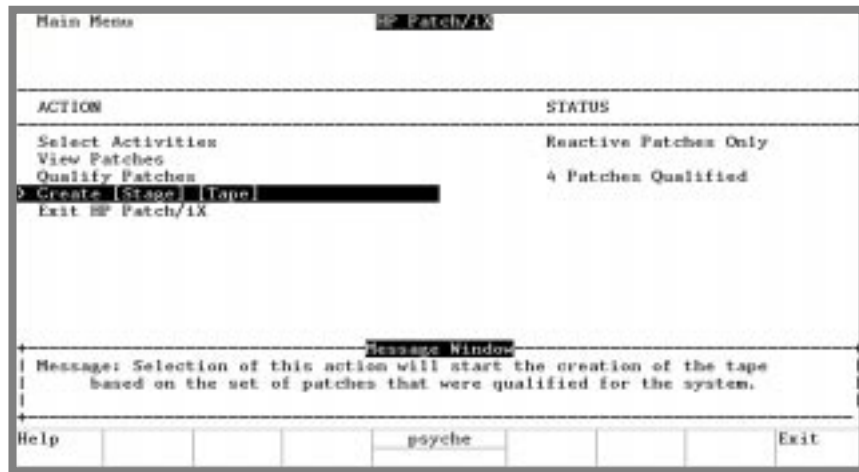 Main Menu HP Patch/iX
ACTION STATUS
Select Activities Reactive Patches Only
View Patches
Qualify Patches 4 Patches Qualified
> Create [Stage] [Tape]
Exit HP Patch/iX
Message Window
Message: Selection of this action will start the creation of the tape
based on the set of patches that were qualified for the system.
Help psyche Exit